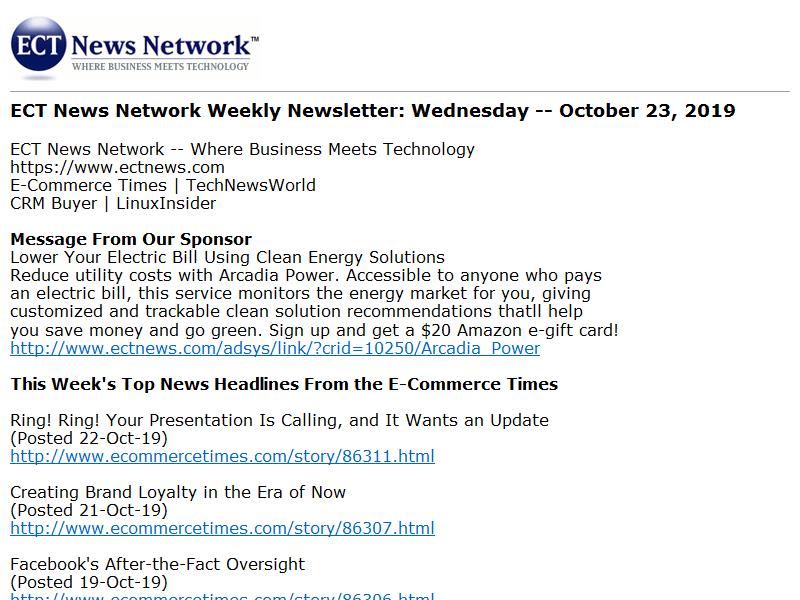 ECT News Network™
WHERE BUSINESS MEETS TECHNOLOGY
ECT News Network Weekly Newsletter: Wednesday -- October 23, 2019
ECT News Network -- Where Business Meets Technology
https://www.ectnews.com
E-Commerce Times | TechNewsWorld
CRM Buyer | LinuxInsider
Message From Our Sponsor
Lower Your Electric Bill Using Clean Energy Solutions
Reduce utility costs with Arcadia Power. Accessible to anyone who pays
an electric bill, this service monitors the energy market for you, giving
customized and trackable clean solution recommendations thatll help
you save money and go green. Sign up and get a $20 Amazon e-gift card!
http://www.ectnews.com/adsys/link/?crid=10250/Arcadia_Power
This Week's Top News Headlines From the E-Commerce Times
Ring! Ring! Your Presentation Is Calling, and It Wants an Update
(Posted 22-Oct-19)
http://www.ecommercetimes.com/story/86311.html
Creating Brand Loyalty in the Era of Now
(Posted 21-Oct-19)
http://www.ecommercetimes.com/story/86307.html
Facebook's After-the-Fact Oversight
(Posted 19-Oct-19)
http://www.ecommercetimes.com/story/86306.html